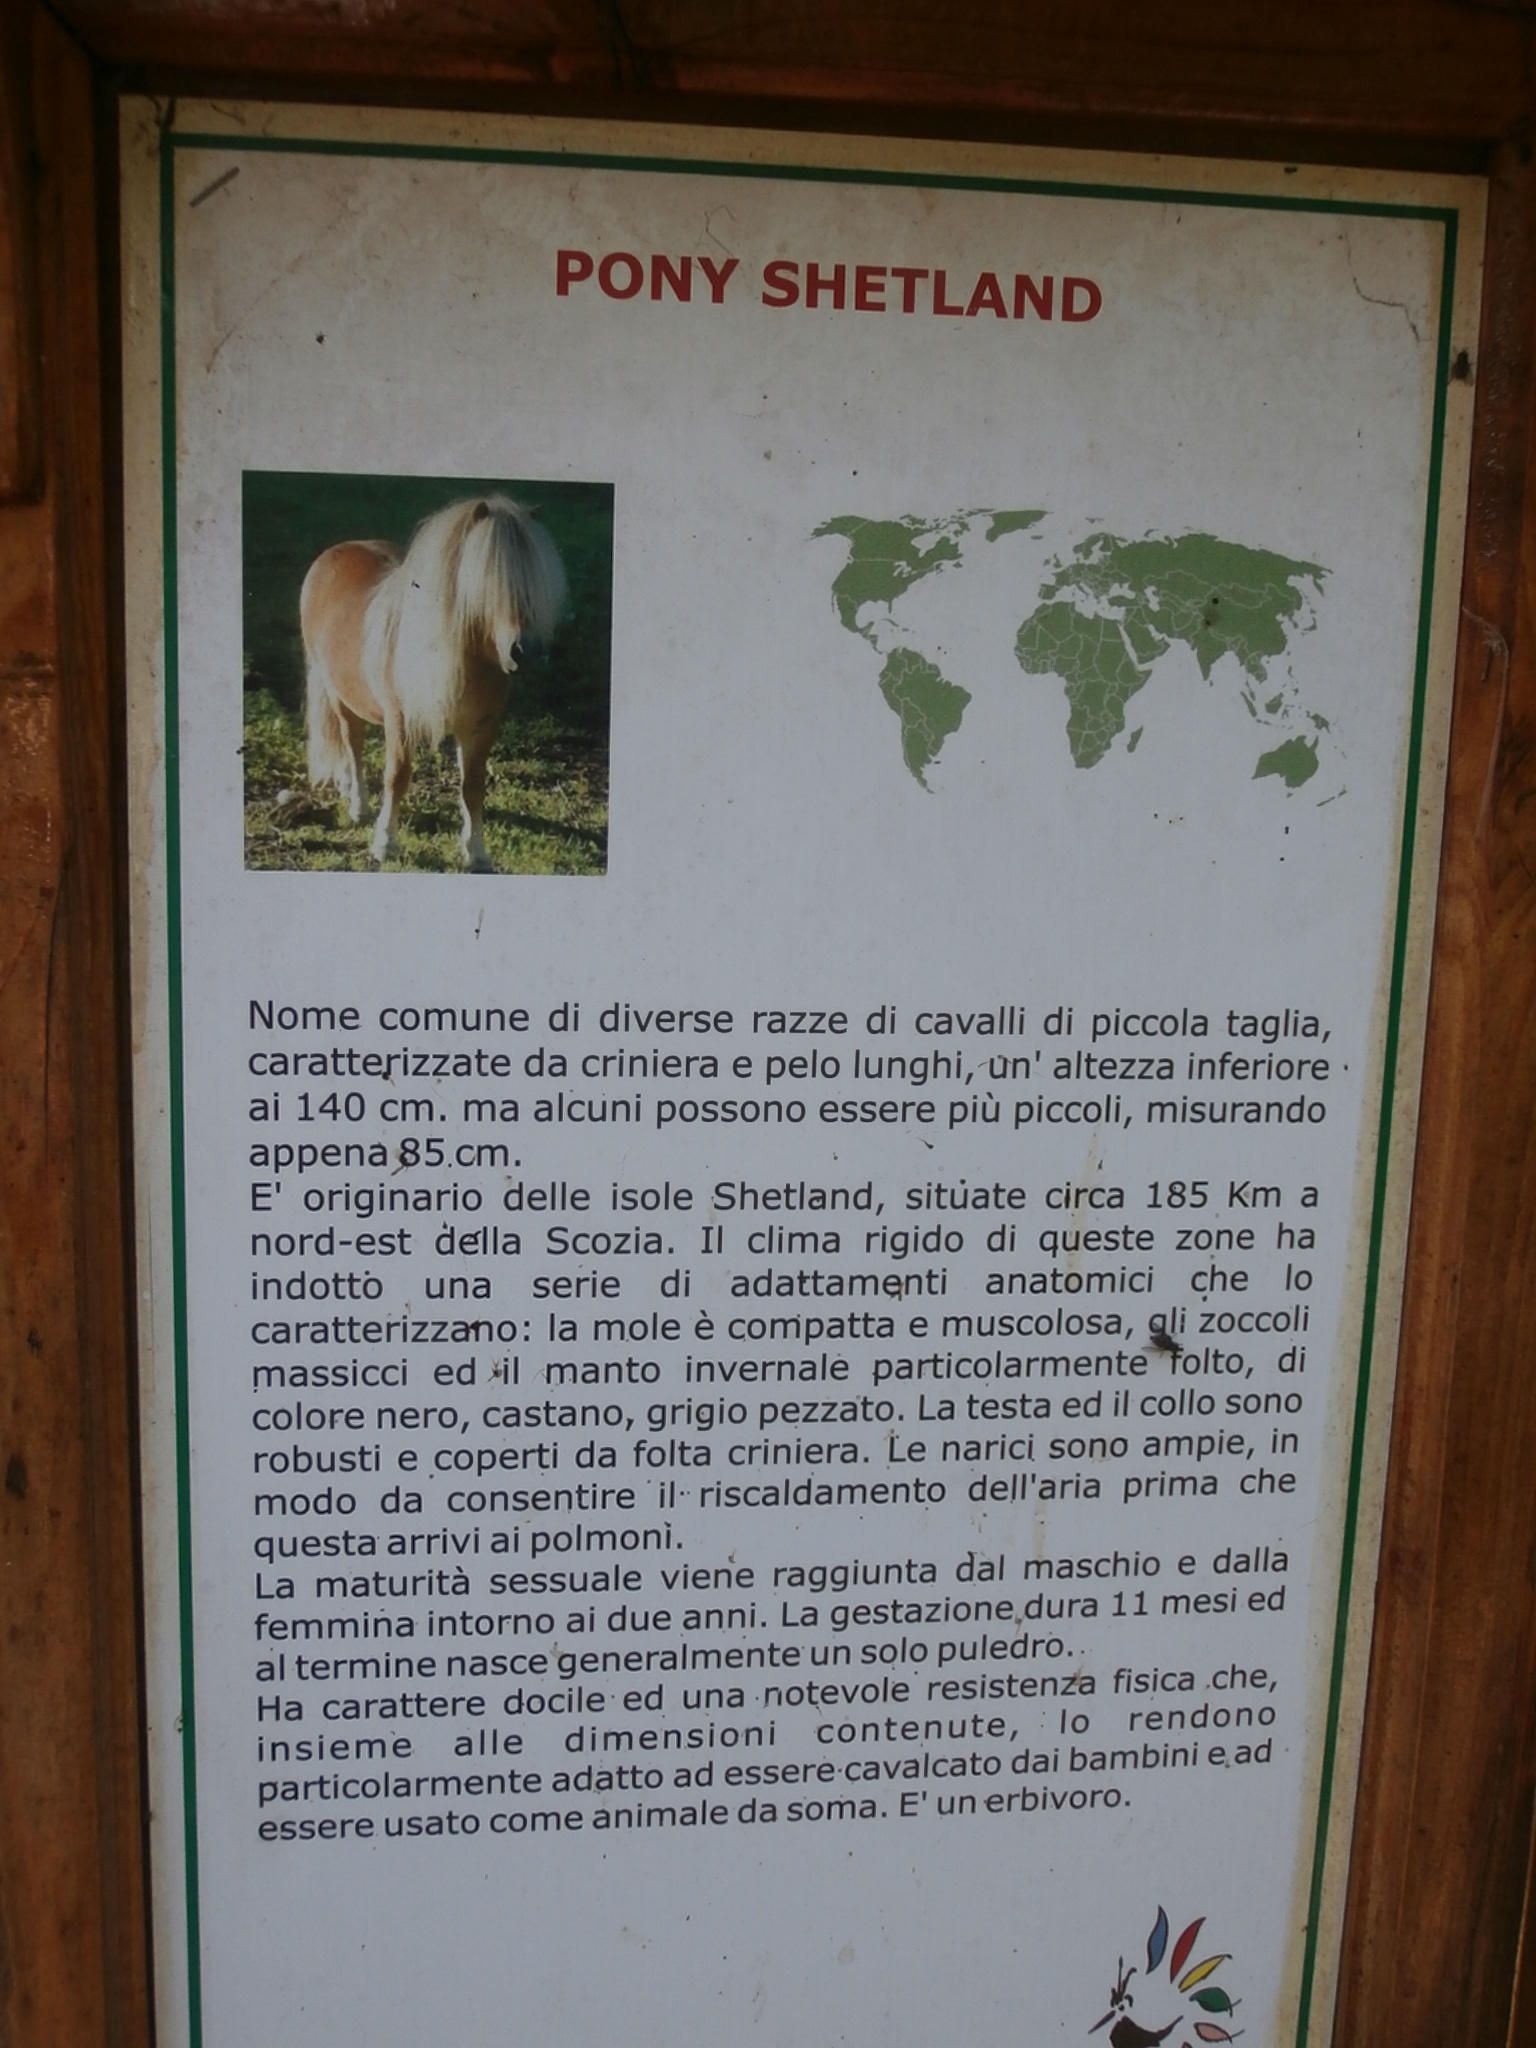 PONY SHETLAND
Nome comune di diverse razze di cavalli di piccola taglia,
caratterizzate da criniera e pelo lunghi, un' altezza inferiore
ai 140 cm. ma alcuni possono essere più piccoli, misurando
appena 85 cm.
E' originario delle isole Shetland, situate circa 185 Km a
nord-est della Scozia. Il clima rigido di queste zone ha
indotto una serie di adattamenti anatomici che lo
caratterizzano: la mole è compatta e muscolosa, gli zoccoli
massicci ed il manto invernale particolarmente folto, di
colore nero, castano, grigio pezzato. La testa ed il collo sono
robusti e coperti da folta criniera. Le narici sono ampie, in
modo da consentire il riscaldamento dell'aria prima che
questa arrivi ai polmoni.
La maturità sessuale viene raggiunta dal maschio e dalla
femmina intorno ai due anni. La gestazione dura 11 mesi ed
al termine nasce generalmente un solo puledro.
Ha carattere docile ed una notevole resistenza fisica che,
insieme alle dimensioni contenute, lo rendono
particolarmente adatto ad essere cavalcato dai bambini e ad
essere usato come animale da soma. E' un erbivoro.